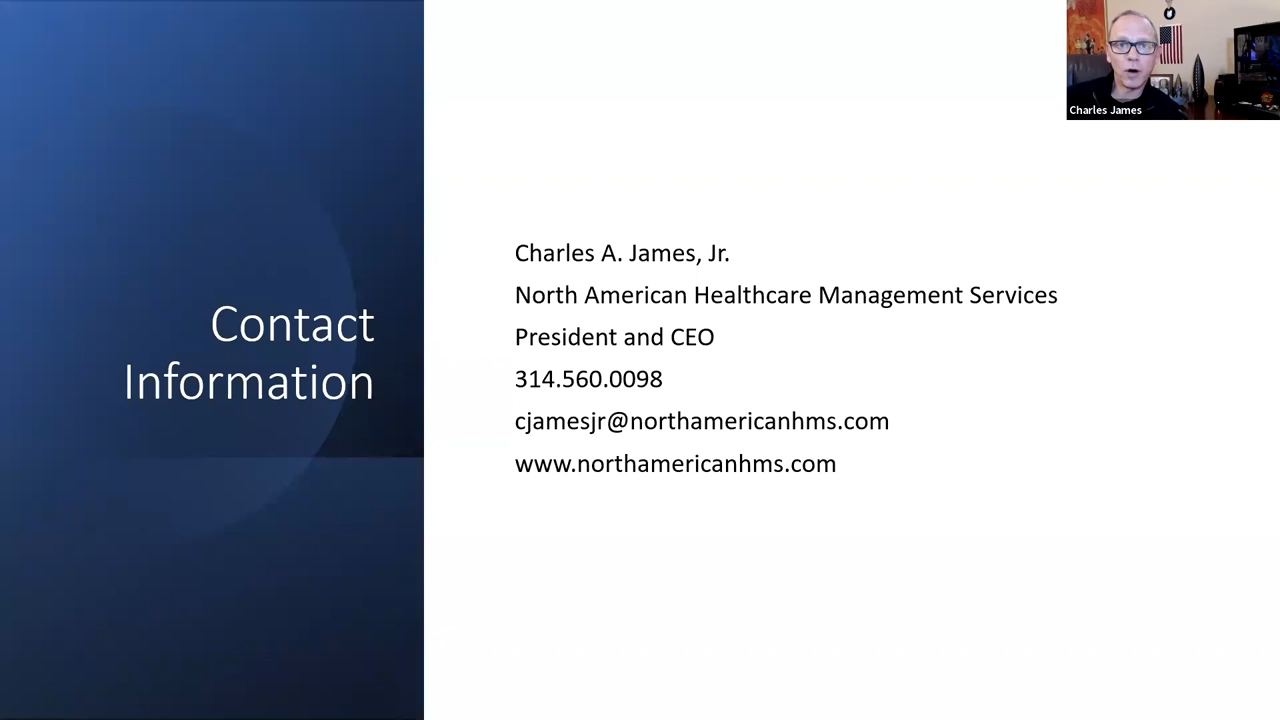 Charles James
Contact
Information
Charles A. James, Jr.
North American Healthcare Management Services
President and CEO
314.560.0098
cjamesjr@northamericanhms.com
www.northamericanhms.com